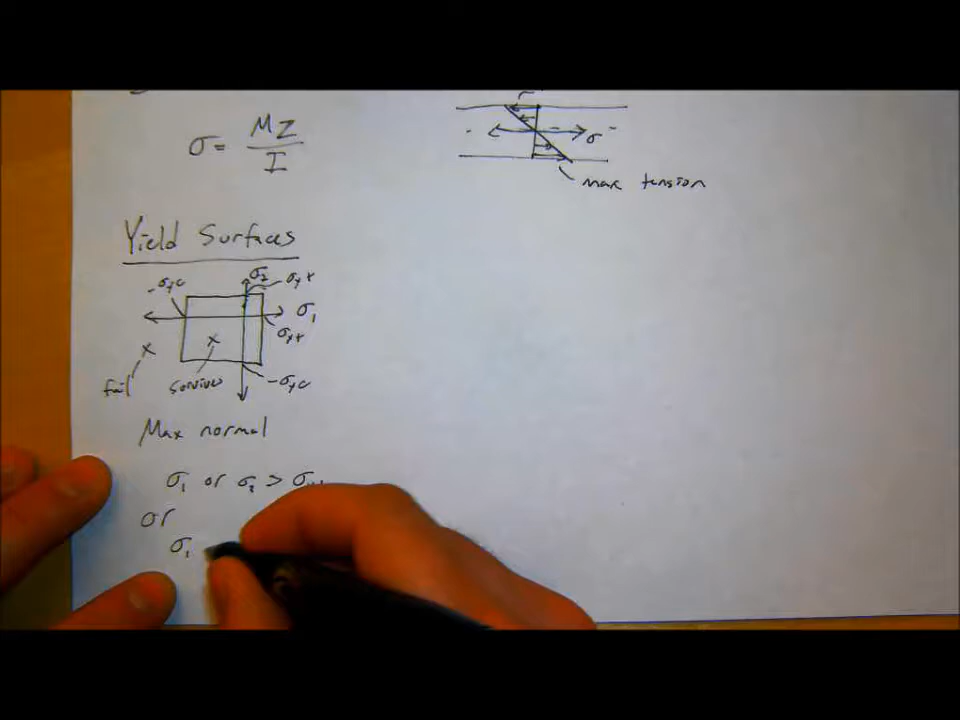 σ = MZ / I
σ
max tension
Yield Surfaces
-σyc
σ2
σyt
σ1
σyt
x
x
fail
survives
-σyc
Max normal
σ1 or σ2 >
or
σ1